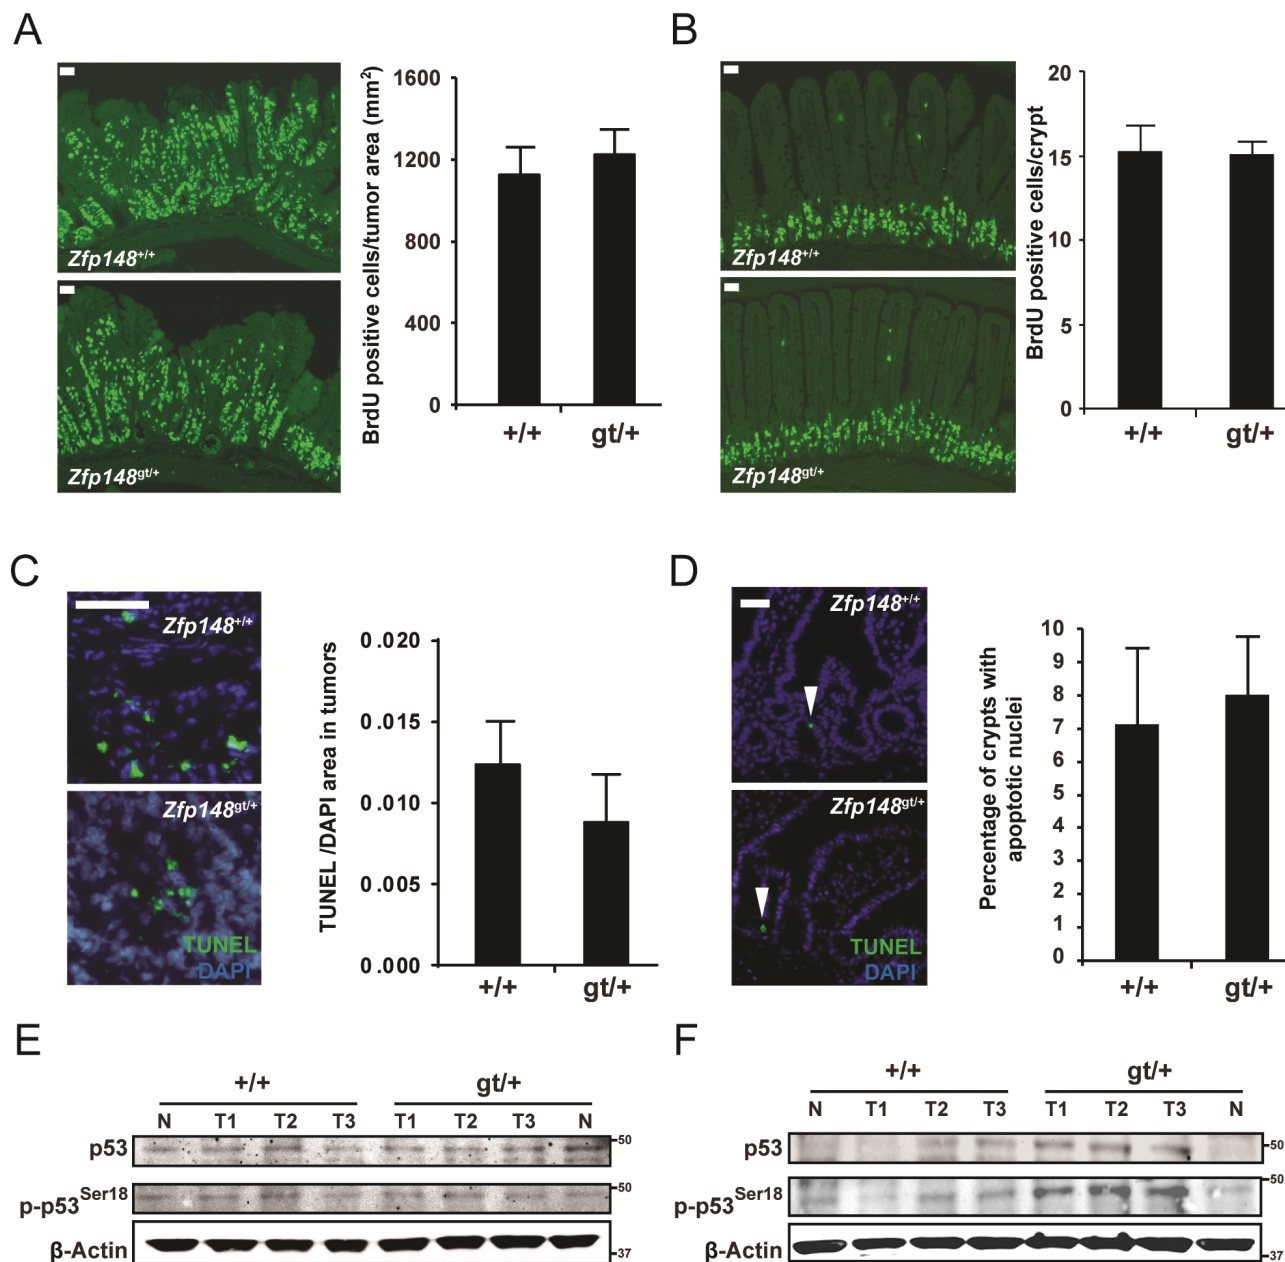 A
Zfp148+/+
Zfp148gt/+
BrdU positive cells/tumor area (mm²)
1600
1200
800
400
0
+/+ gt/+
B
Zfp148+/+
Zfp148gt/+
BrdU positive cells/crypt
20
15
10
5
0
+/+ gt/+
C
Zfp148+/+
Zfp148gt/+
TUNEL
DAPI
TUNEL /DAPI area in tumors
0.020
0.015
0.010
0.005
0.000
+/+ gt/+
D
Zfp148+/+
Zfp148gt/+
TUNEL
DAPI
Percentage of crypts with
apoptotic nuclei
10
9
8
7
6
5
4
3
2
1
0
+/+ gt/+
E
+/+ gt/+
N T1 T2 T3 T1 T2 T3 N
p53 50
p-p53Ser18 50
β-Actin 37
F
+/+ gt/+
N T1 T2 T3 T1 T2 T3 N
p53 50
p-p53Ser18 50
β-Actin 37